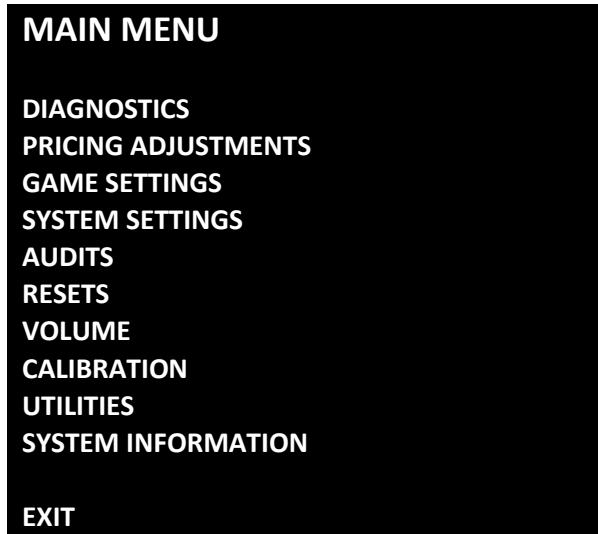 MAIN MENU
DIAGNOSTICS
PRICING ADJUSTMENTS
GAME SETTINGS
SYSTEM SETTINGS
AUDITS
RESETS
VOLUME
CALIBRATION
UTILITIES
SYSTEM INFORMATION
EXIT